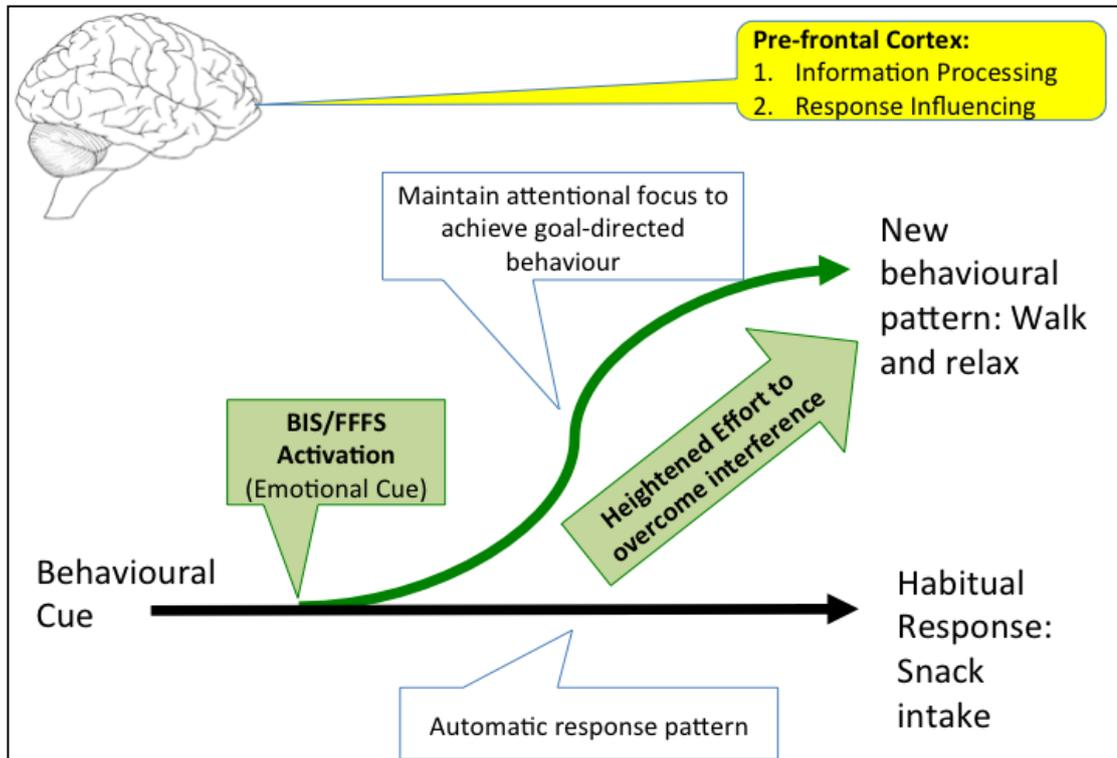 Pre-frontal Cortex:
1. Information Processing
2. Response Influencing
Maintain attentional focus to
achieve goal-directed
behaviour
New
behavioural
pattern: Walk
and relax
BIS/FFFS
Activation
(Emotional Cue)
Heightened Effort to
overcome interference
Behavioural
Cue
Habitual
Response:
Snack
intake
Automatic response pattern